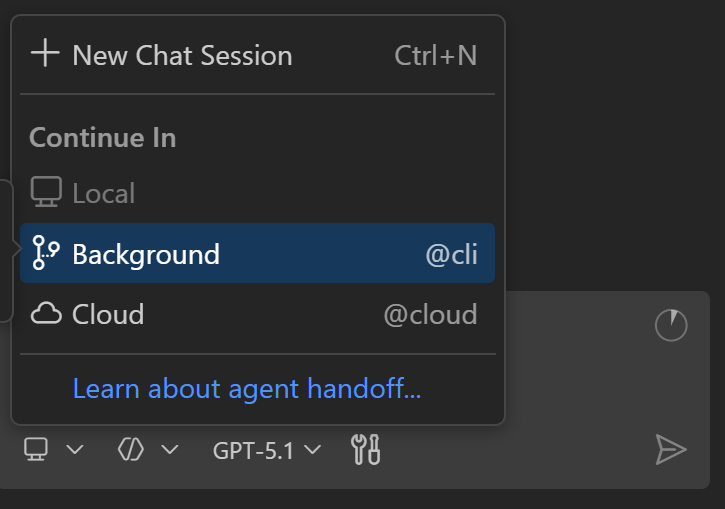 New Chat Session Ctrl+N
Continue In
Local
Background @cli
Cloud @cloud
Learn about agent handoff...
GPT-5.1